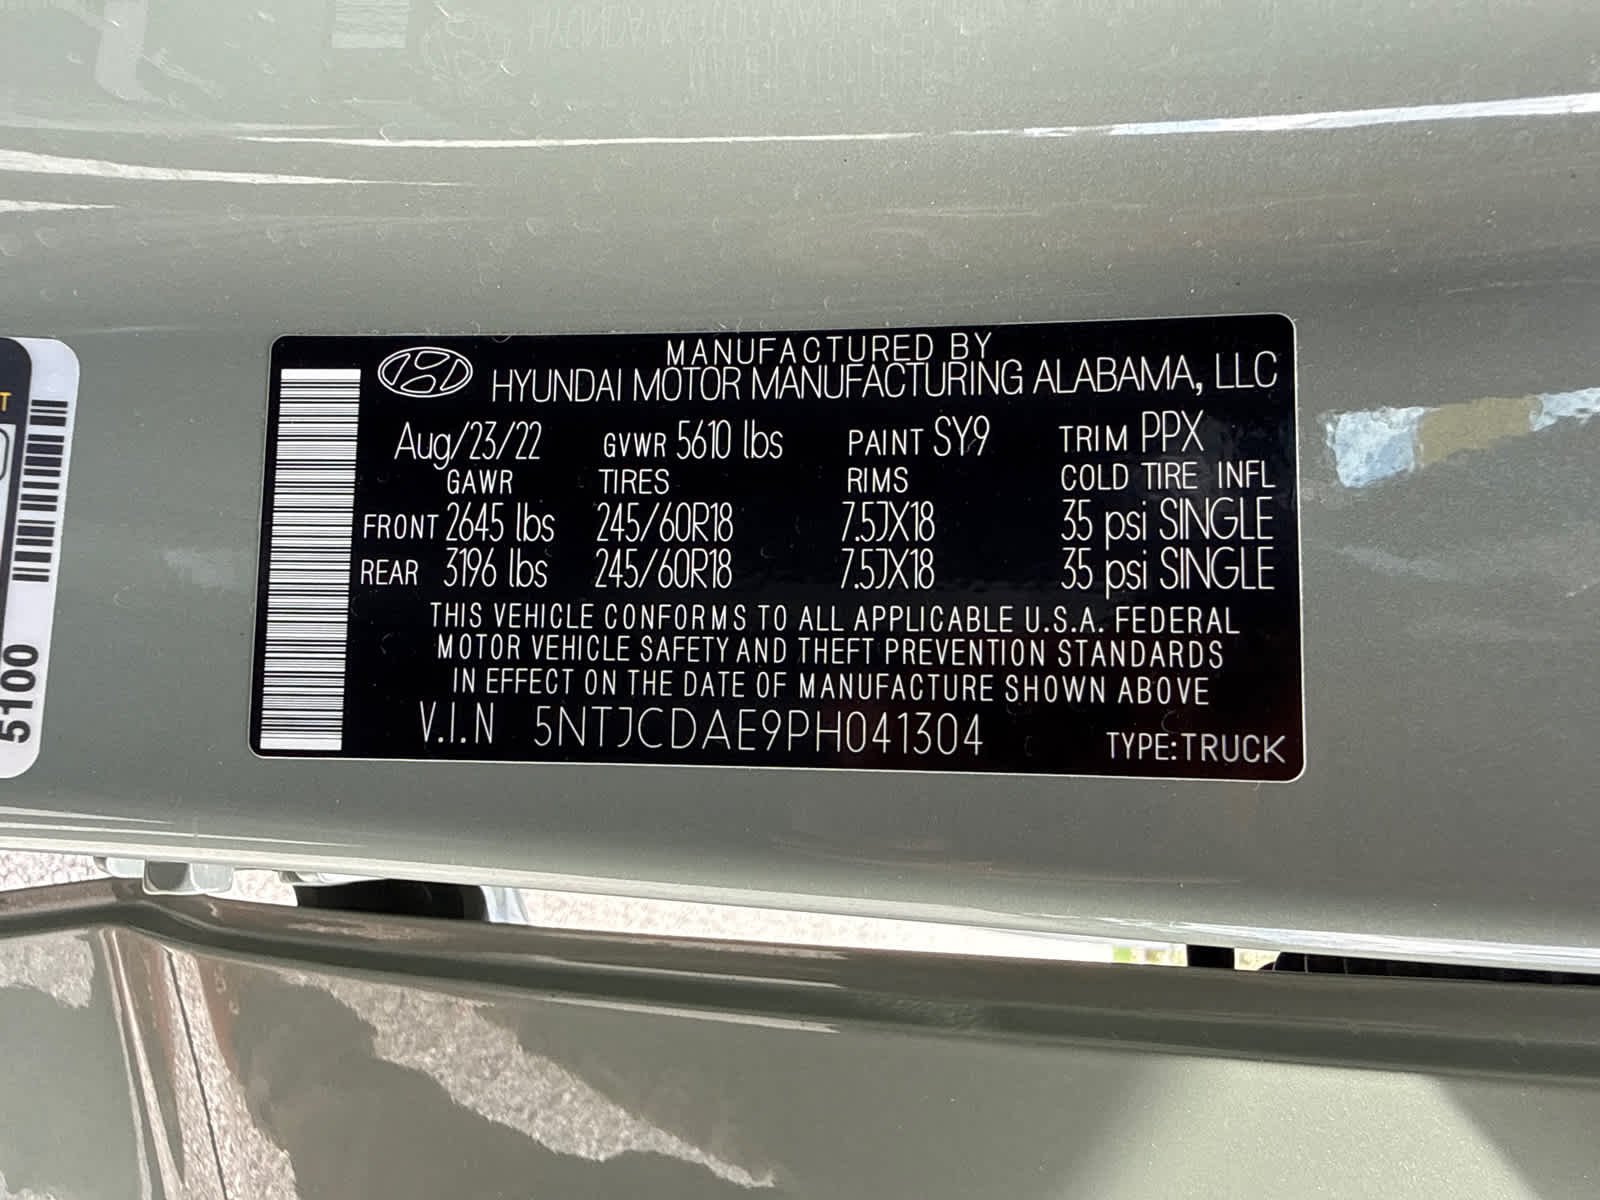 MANUFACTURED BY
HYUNDAI MOTOR MANUFACTURING ALABAMA, LLC
Aug/23/22 GVWR 5610 lbs PAINT SY9 TRIM PPX
GAWR TIRES RIMS COLD TIRE INFL
FRONT 2645 lbs 245/60R18 7.5JX18 35 psi SINGLE
REAR 3196 lbs 245/60R18 7.5JX18 35 psi SINGLE
THIS VEHICLE CONFORMS TO ALL APPLICABLE U.S.A. FEDERAL
MOTOR VEHICLE SAFETY AND THEFT PREVENTION STANDARDS
IN EFFECT ON THE DATE OF MANUFACTURE SHOWN ABOVE
V.I.N 5NTJCDAE9PH041304 TYPE:TRUCK
5100